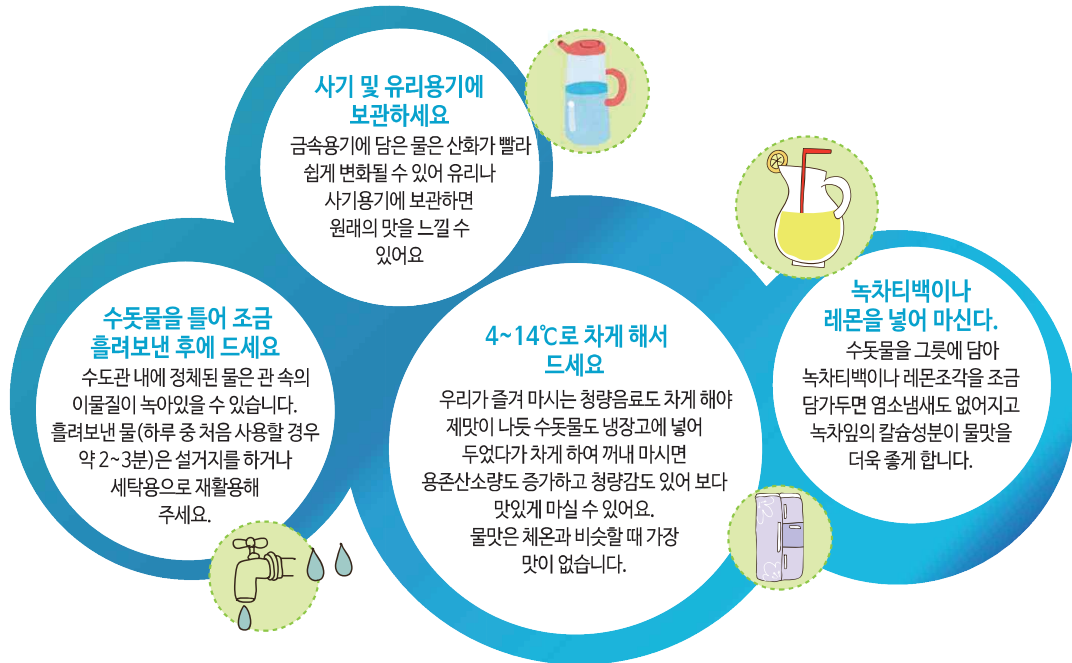 사기 및 유리용기에
보관하세요
금속용기에 담은 물은 산화가 빨라
쉽게 변화될 수 있어 유리나
사기용기에 보관하면
원래의 맛을 느낄 수
있어요
수돗물을 틀어 조금
흘려보낸 후에 드세요
수도관 내에 정체된 물은 관 속의
이물질이 녹아있을 수 있습니다.
흘려보낸 물(하루 중 처음 사용할 경우
약 2~3분)은 설거지를 하거나
세탁용으로 재활용해
주세요.
4~14℃로 차게 해서
드세요
우리가 즐겨 마시는 청량음료도 차게 해야
제맛이 나듯 수돗물도 냉장고에 넣어
두었다가 차게 하여 꺼내 마시면
용존산소량도 증가하고 청량감도 있어 보다
맛있게 마실 수 있어요.
물맛은 체온과 비슷할 때 가장
맛이 없습니다.
녹차티백이나
레몬을 넣어 마신다.
수돗물을 그릇에 담아
녹차티백이나 레몬조각을 조금
담가두면 염소냄새도 없어지고
녹차잎의 칼슘성분이 물맛을
더욱 좋게 합니다.